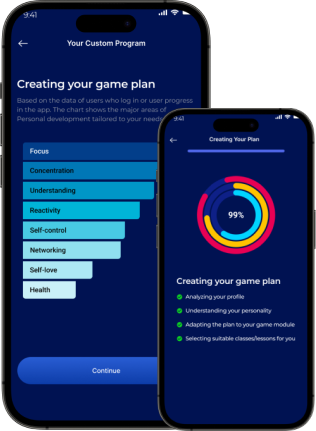 9:41
Your Custom Program
Creating your game plan
Based on the data of users who log in or user progress
in the app. The chart shows the major areas of
Personal development tailored to your needs
Focus
Concentration
Understanding
Reactivity
Self-control
Networking
Self-love
Health
Continue
9:41
Creating Your Plan
99%
Creating your game plan
Analyzing your profile
Understanding your personality
Adapting the plan to your game module
Selecting suitable classes/lessons for you